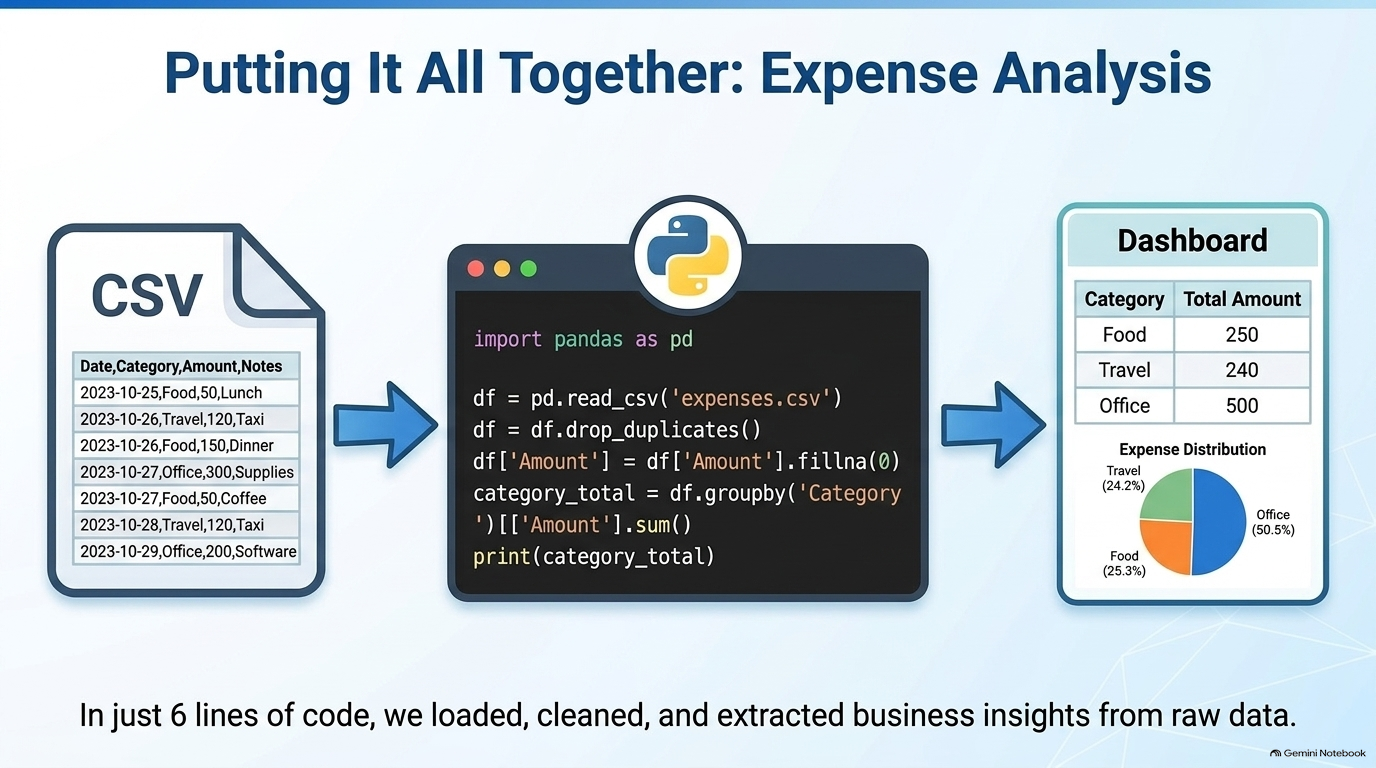 Putting It All Together: Expense Analysis
CSV
Date,Category,Amount,Notes
2023-10-25,Food,50,Lunch
2023-10-26,Travel,120,Taxi
2023-10-26,Food,150,Dinner
2023-10-27,Office,300,Supplies
2023-10-27,Food,50,Coffee
2023-10-28,Travel,120,Taxi
2023-10-29,Office,200,Software
import pandas as pd
df = pd.read_csv('expenses.csv')
df = df.drop_duplicates()
df['Amount'] = df['Amount'].fillna(0)
category_total = df.groupby('Category
')[['Amount'].sum()
print(category_total)
Dashboard
Category Total Amount
Food 250
Travel 240
Office 500
Expense Distribution
Travel
(24.2%)
Office
(50.5%)
Food
(25.3%)
In just 6 lines of code, we loaded, cleaned, and extracted business insights from raw data.
Gemini Notebook